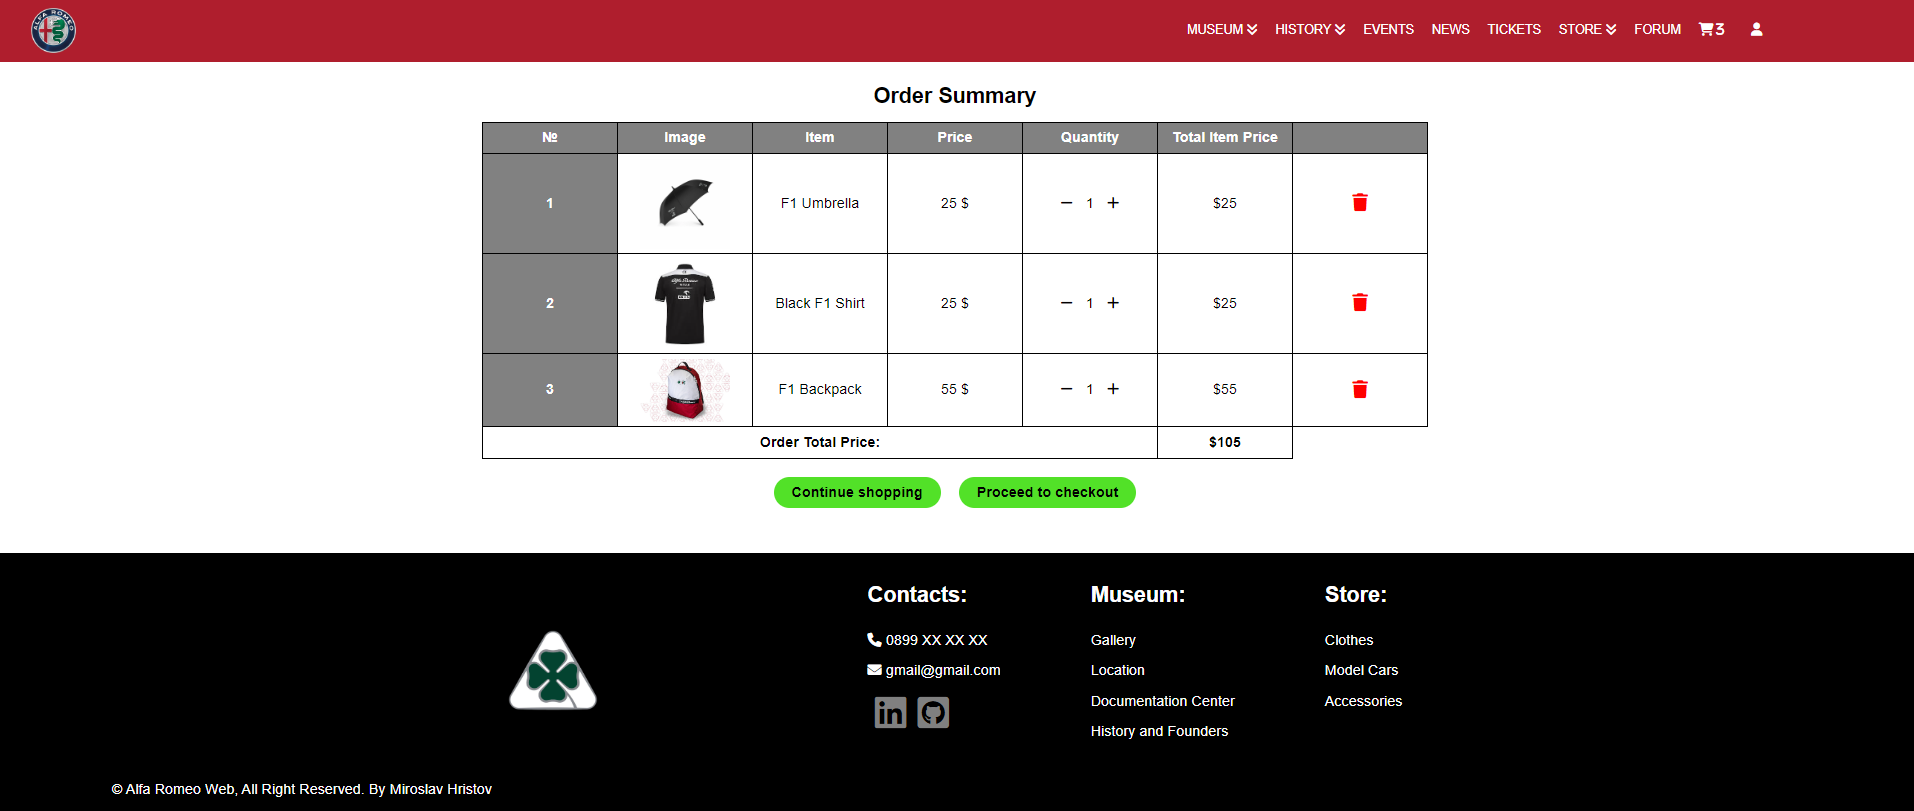 ALFA ROMEO
MUSEUM HISTORY EVENTS NEWS TICKETS STORE FORUM 3
Order Summary
№ Image Item Price Quantity Total Item Price
1 F1 Umbrella 25 $ 1 $25
2 Black F1 Shirt 25 $ 1 $25
3 F1 Backpack 55 $ 1 $55
Order Total Price: $105
Continue shopping Proceed to checkout
Contacts: Museum: Store:
0899 XX XX XX Gallery Clothes
gmail@gmail.com Location Model Cars
Documentation Center Accessories
in
History and Founders
© Alfa Romeo Web, All Right Reserved. By Miroslav Hristov